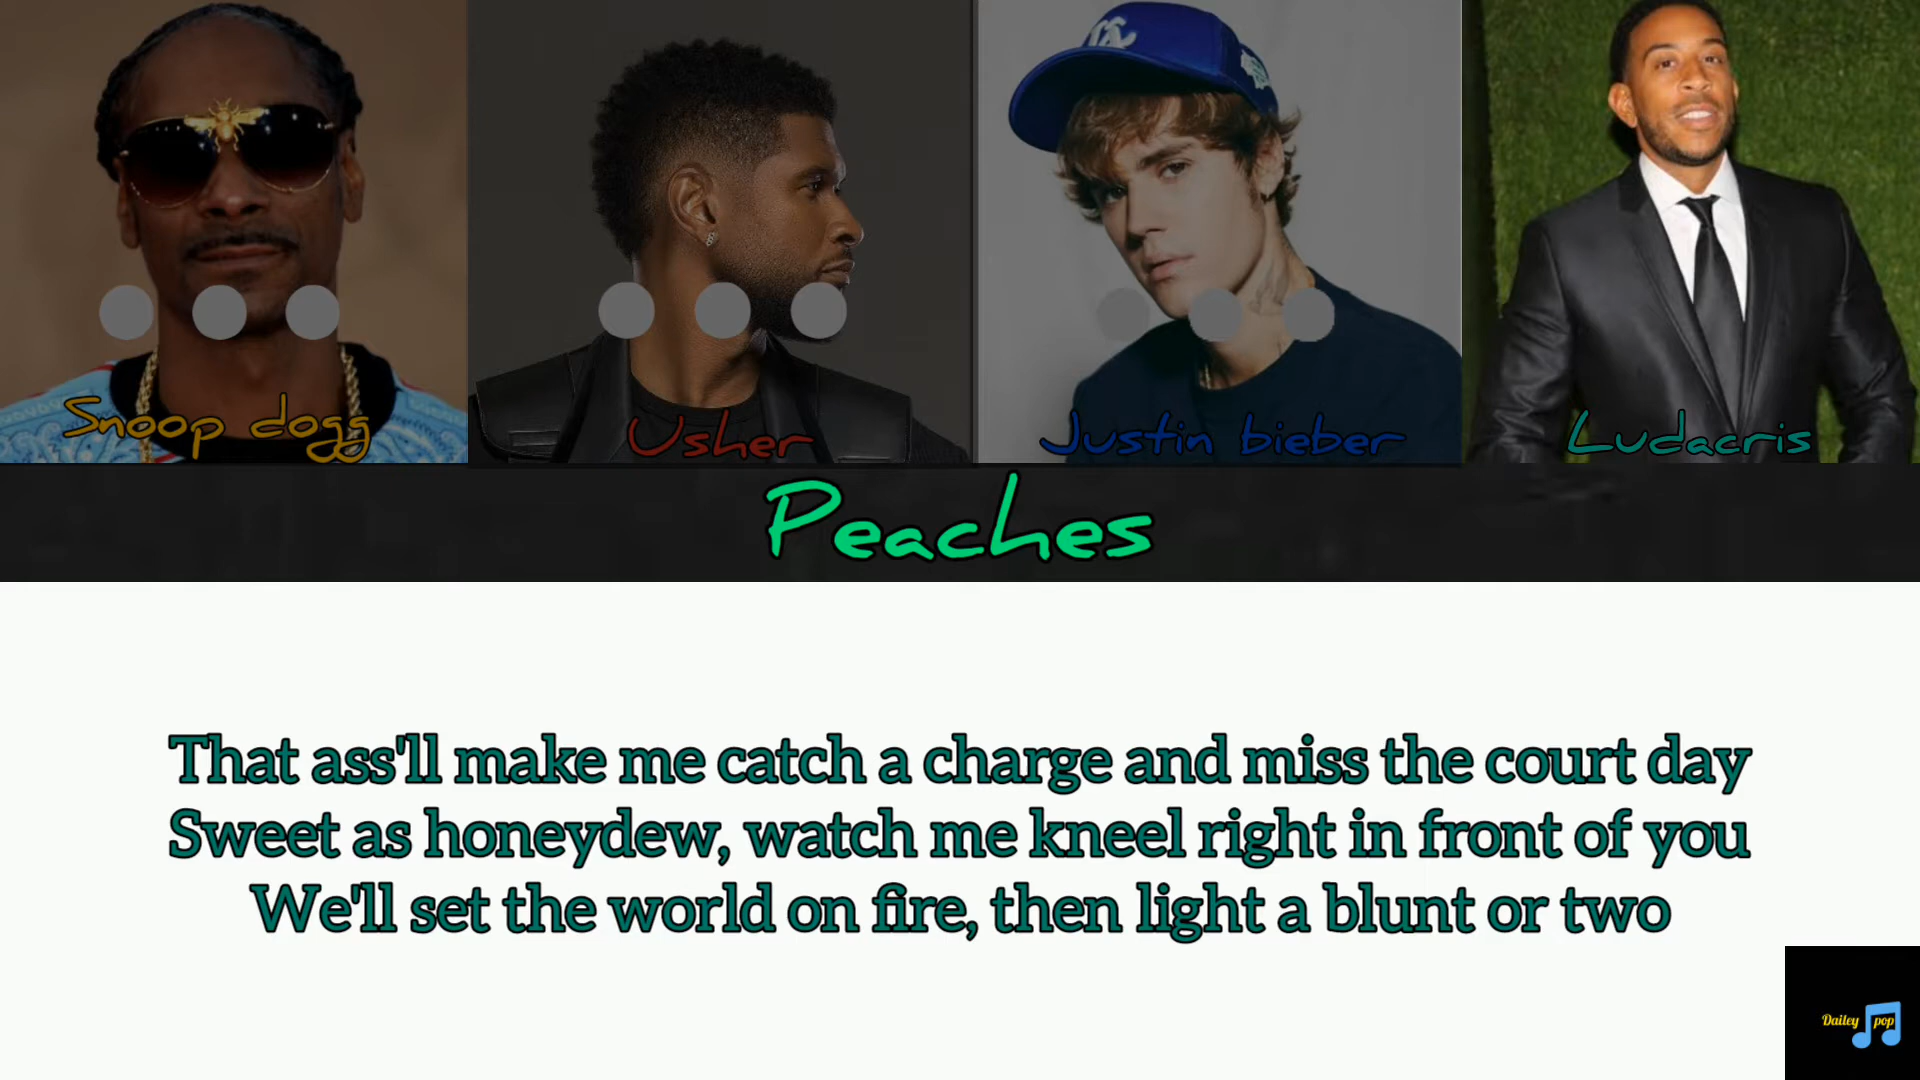 Snoop dogg
Usher
Justin bieber
Ludacris
Peaches
That ass'll make me catch a charge and miss the court day
Sweet as honeydew, watch me kneel right in front of you
We'll set the world on fire, then light a blunt or two
Dailey pop